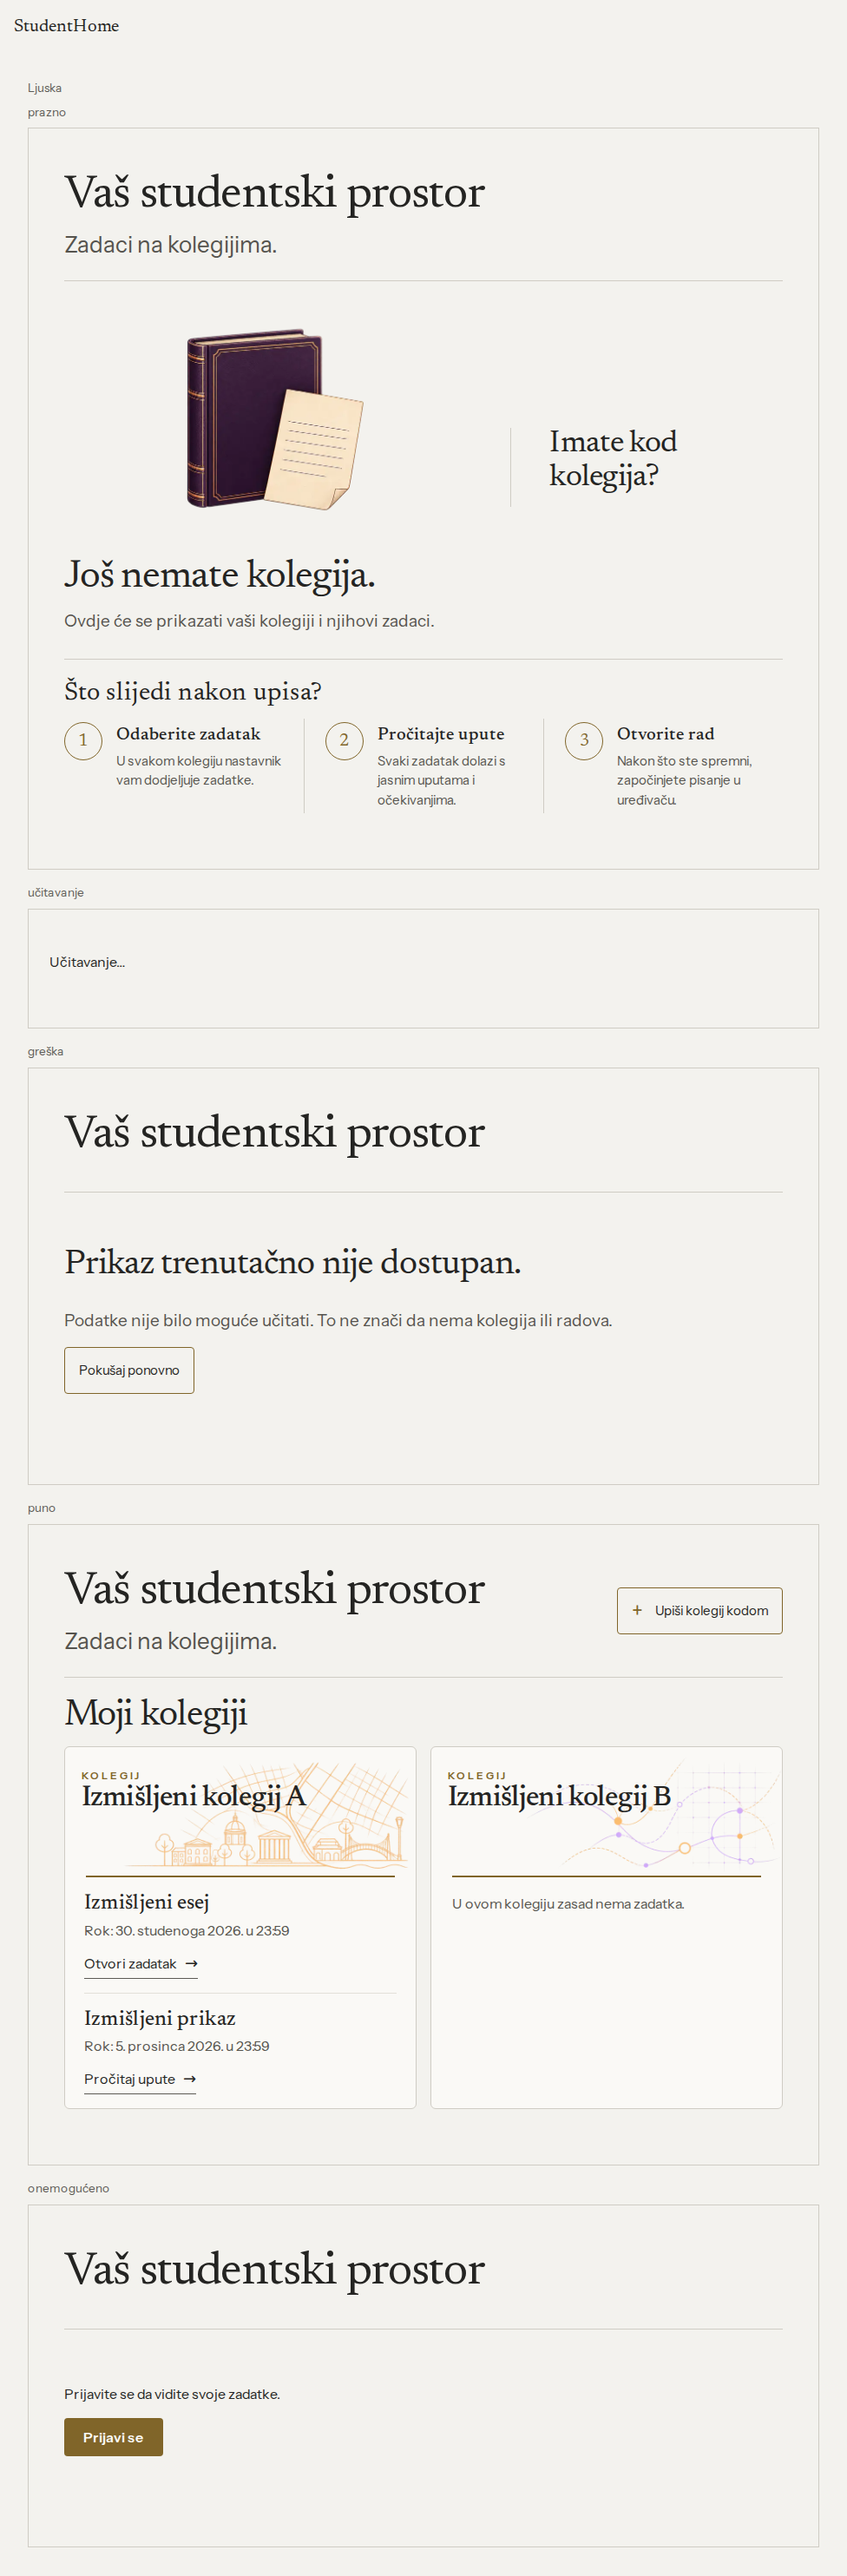 StudentHome
Ljuska
prazno
Vaš studentski prostor
Zadaci na kolegijima.
Imate kod
kolegija?
Još nemate kolegija.
Ovdje će se prikazati vaši kolegiji i njihovi zadaci.
Što slijedi nakon upisa?
1
Odaberite zadatak
U svakom kolegiju nastavnik
vam dodjeljuje zadatke.
2
Pročitajte upute
Svaki zadatak dolazi s
jasnim uputama i
očekivanjima.
3
Otvorite rad
Nakon što ste spremni,
započinjete pisanje u
uređivaču.
učitavanje
Učitavanje…
greška
Vaš studentski prostor
Prikaz trenutačno nije dostupan.
Podatke nije bilo moguće učitati. To ne znači da nema kolegija ili radova.
Pokušaj ponovno
puno
Vaš studentski prostor
Zadaci na kolegijima.
+ Upiši kolegij kodom
Moji kolegiji
KOLEGIJ
Izmišljeni kolegij A
Izmišljeni esej
Rok: 30. studenoga 2026. u 23:59
Otvori zadatak →
Izmišljeni prikaz
Rok: 5. prosinca 2026. u 23:59
Pročitaj upute →
KOLEGIJ
Izmišljeni kolegij B
U ovom kolegiju zasad nema zadatka.
onemogućeno
Vaš studentski prostor
Prijavite se da vidite svoje zadatke.
Prijavi se